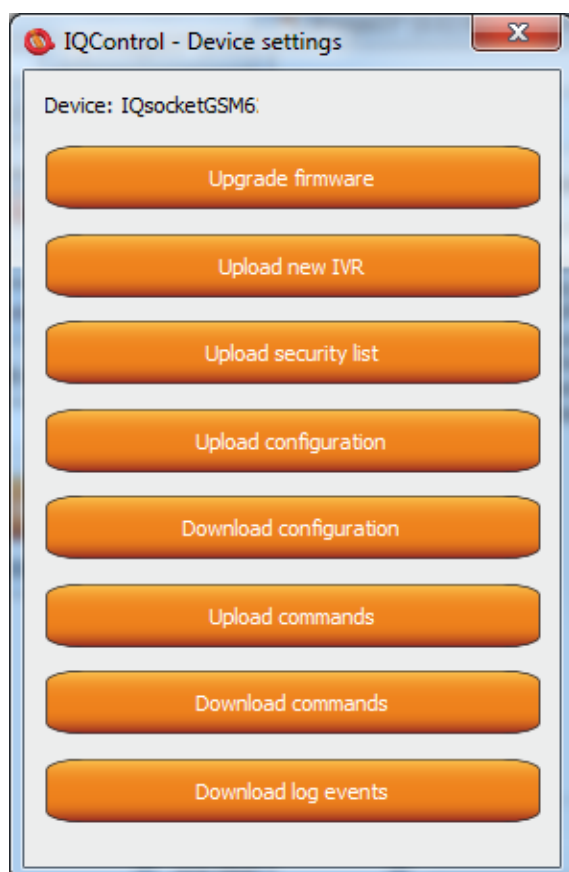 IQControl - Device settings
Device: IQsocketGSM6
Upgrade firmware
Upload new IVR
Upload security list
Upload configuration
Download configuration
Upload commands
Download commands
Download log events